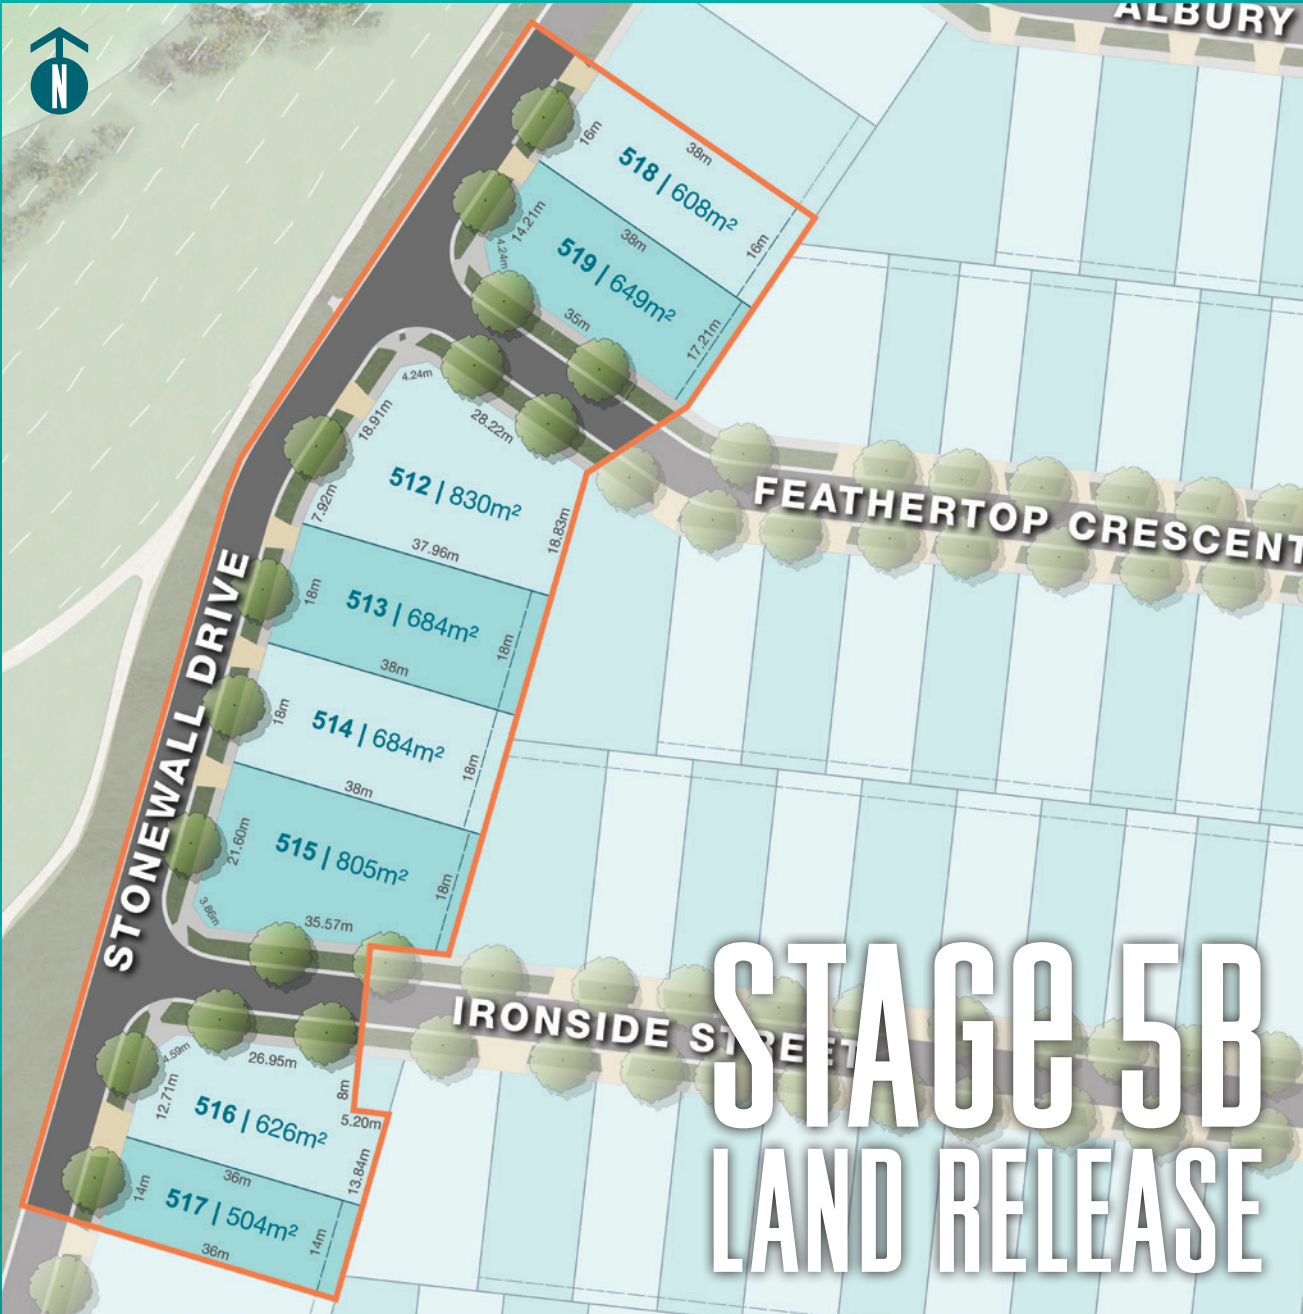 N
ALBURY
16m
38m
518 | 608m²
16m
14.21m
38m
4.24m
519 | 649m²
35m
17.21m
4.24m
18.91m
28.22m
FEATHERTOP CRESCENT
512 | 830m²
7.92m
18.83m
37.96m
18m
513 | 684m²
18m
38m
STONEWALL DRIVE
18m
514 | 684m²
18m
38m
21.60m
515 | 805m²
18m
3.86m
35.57m
IRONSIDE STREET
4.59m
26.95m
8m
12.71m
516 | 626m²
5.20m
13.84m
36m
14m
517 | 504m²
14m
36m
STAGE 5B
LAND RELEASE